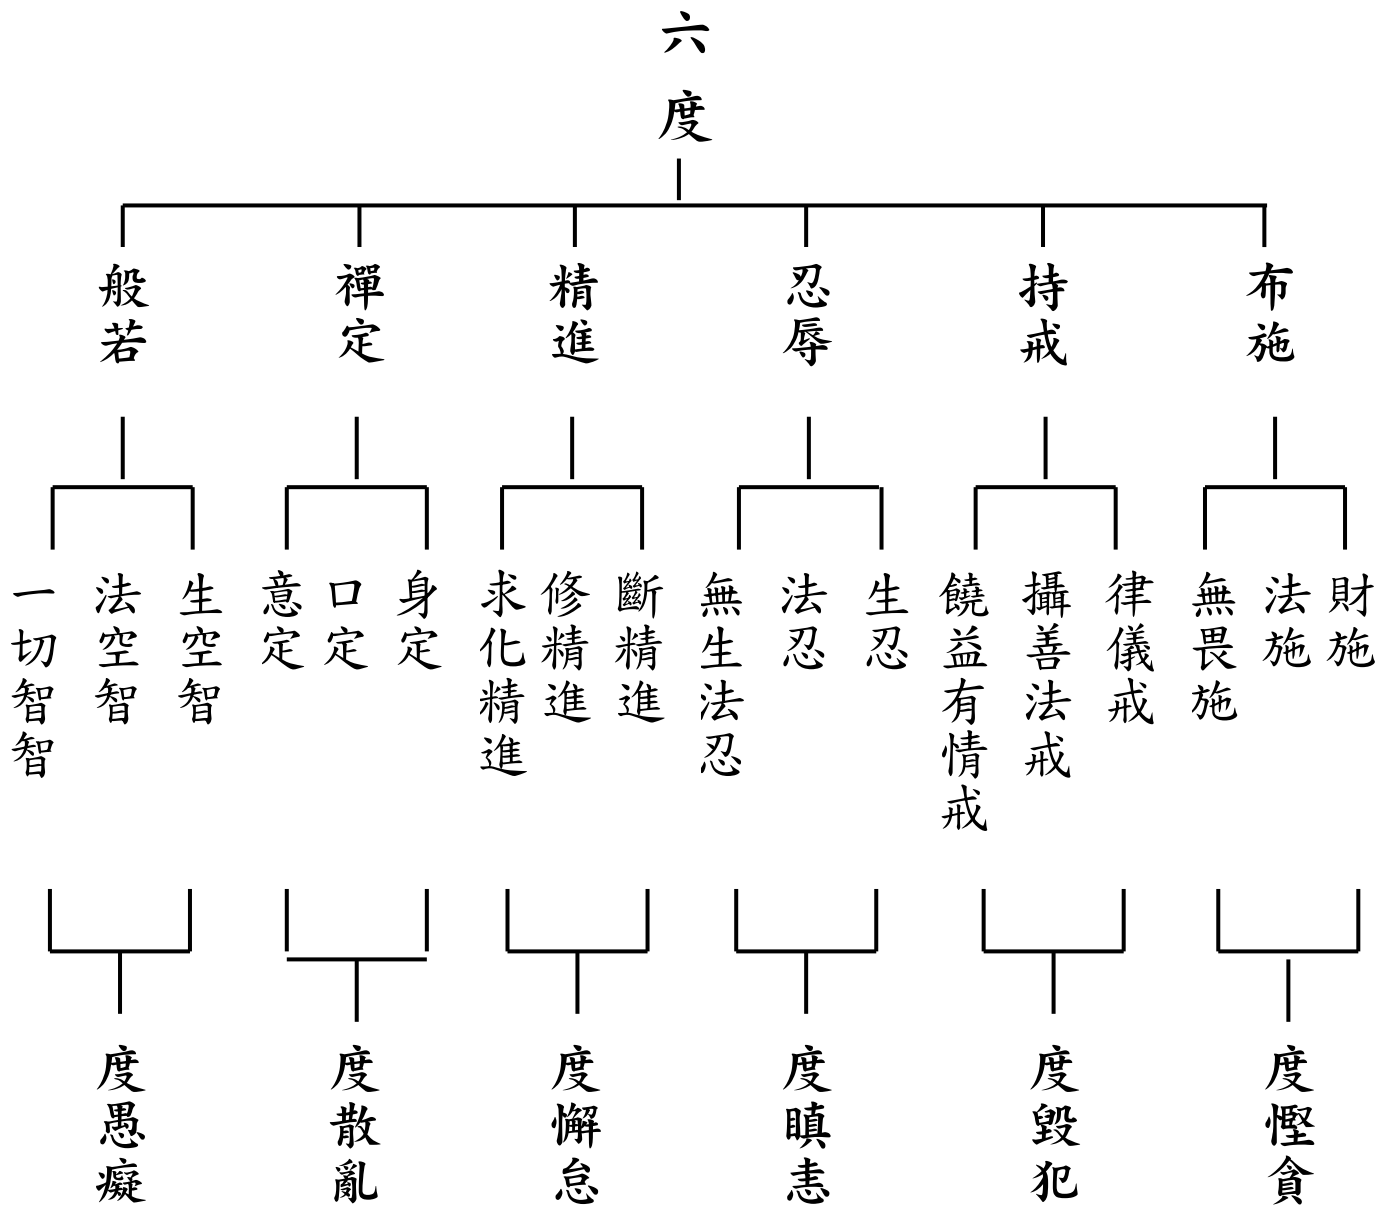 六度
布施
持戒
忍辱
精進
禪定
般若
財施
法施
無畏施
律儀戒
攝善法戒
饒益有情戒
生忍
法忍
無生法忍
斷精進
修精進
求化精進
身定
口定
意定
生空智
法空智
一切智智
度慳貪
度毀犯
度瞋恚
度懈怠
度散亂
度愚癡